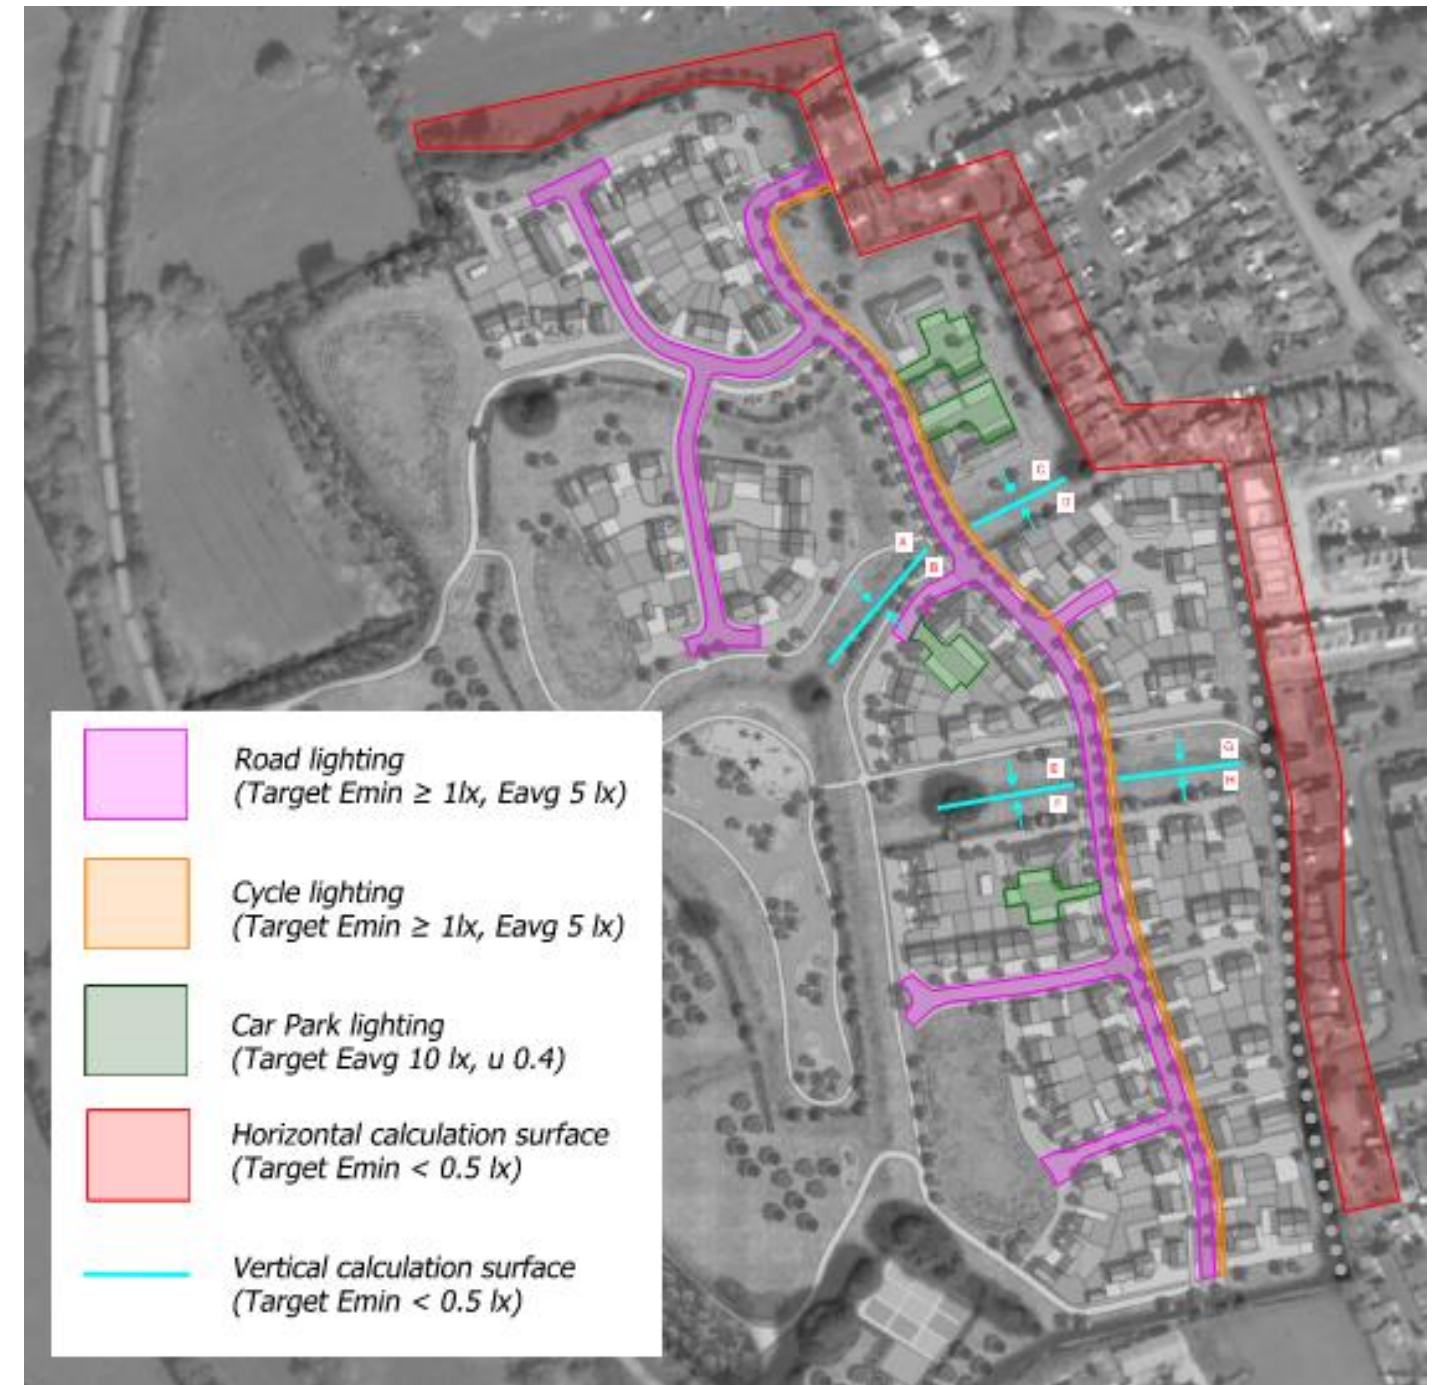 C
D
A
B
G
E
H
F
Road lighting
(Target Emin ≥ 1lx, Eavg 5 lx)
Cycle lighting
(Target Emin ≥ 1lx, Eavg 5 lx)
Car Park lighting
(Target Eavg 10 lx, u 0.4)
Horizontal calculation surface
(Target Emin < 0.5 lx)
Vertical calculation surface
(Target Emin < 0.5 lx)